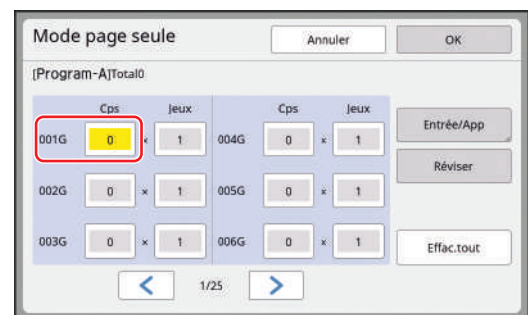 Mode page seule Annuler OK
[Program-A]Total0
Cps Jeux Cps Jeux
001G 0 × 1 004G 0 × 1 Entrée/App
002G 0 × 1 005G 0 × 1 Réviser
003G 0 × 1 006G 0 × 1 Effac.tout
< 1/25 >